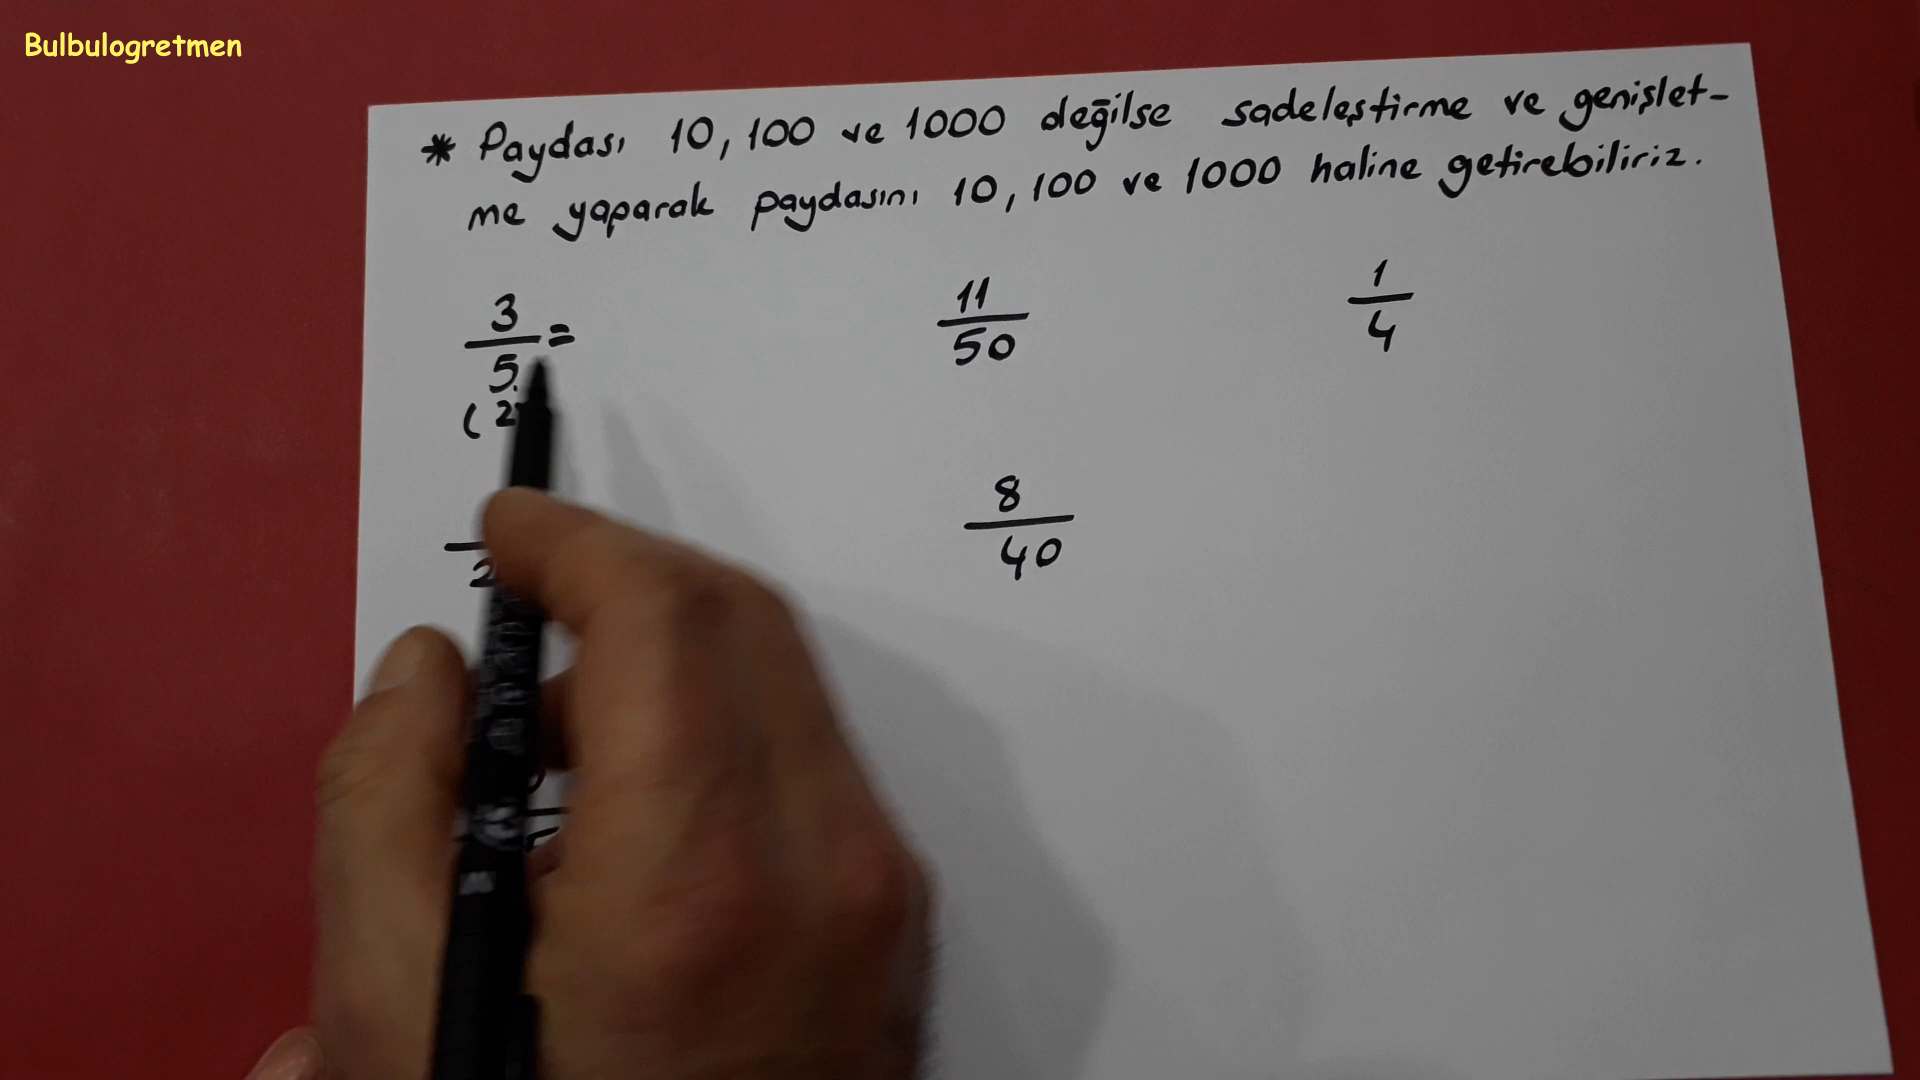 Bulbulogretmen
* Paydası 10, 100 ve 1000 değilse sadeleştirme ve genişlet-
me yaparak paydasını 10, 100 ve 1000 haline getirebiliriz.
3 11 1
5 = 50 4
(2
8
40